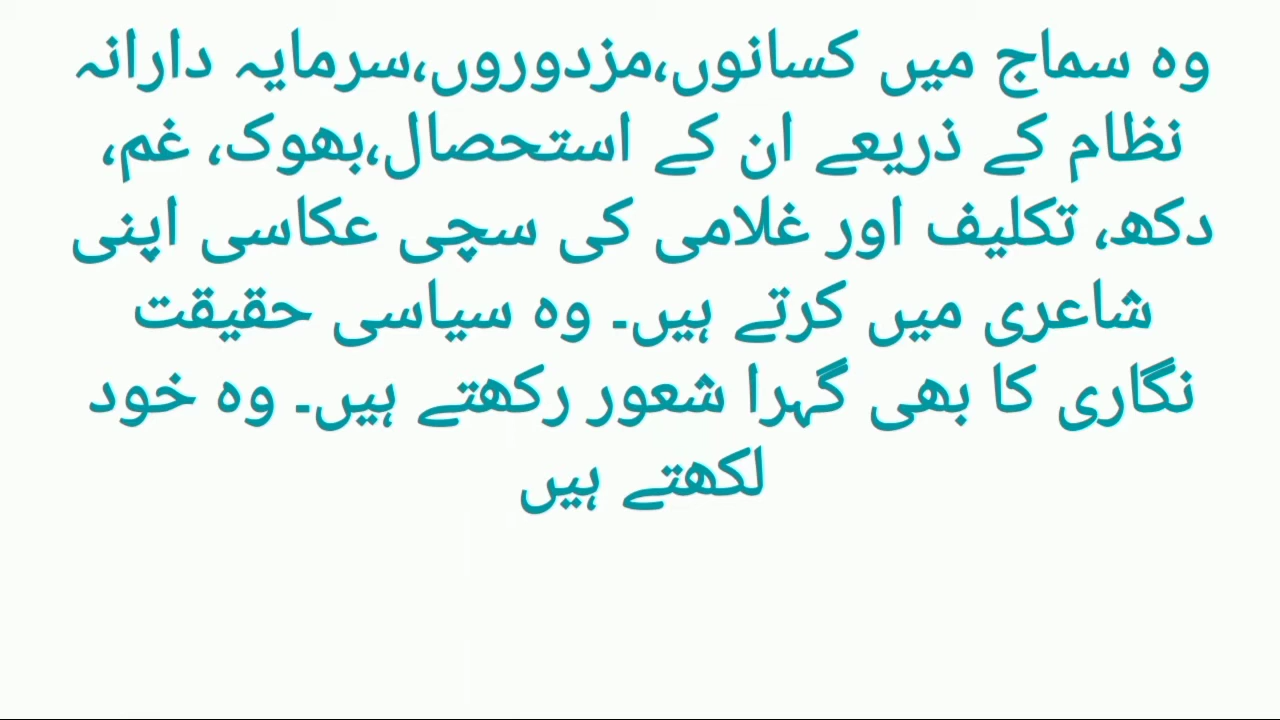 وہ سماج میں کسانوں،مزدوروں،سرمایہ دارانہ
نظام کے ذریعے ان کے استحصال،بھوک، غم،
دکھ، تکلیف اور غلامی کی سچی عکاسی اپنی
شاعری میں کرتے ہیں۔ وہ سیاسی حقیقت
نگاری کا بھی گہرا شعور رکھتے ہیں۔ وہ خود
لکھتے ہیں